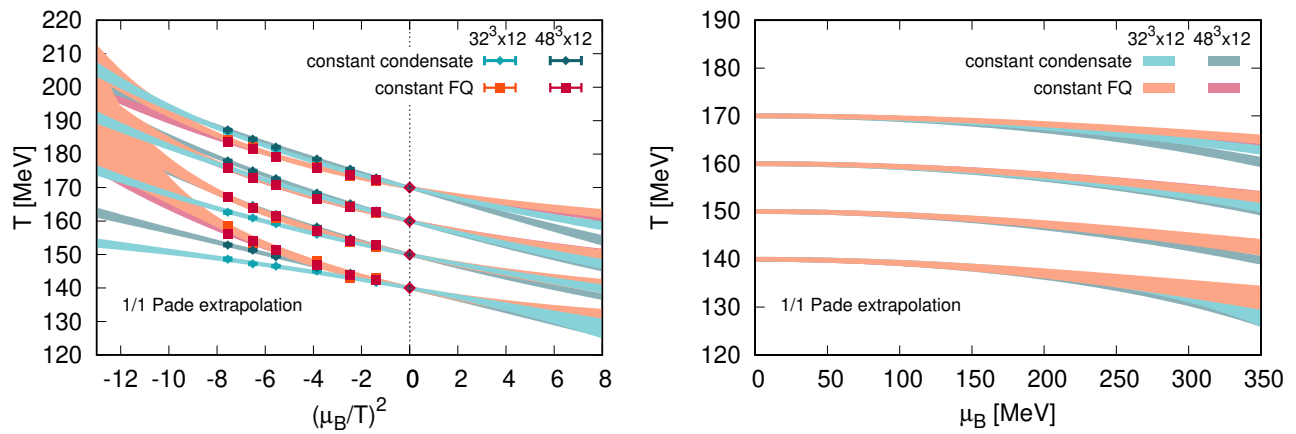 220
210
200
190
180
170
160
150
140
130
120
T [MeV]
32³x12 48³x12
constant condensate
constant FQ
1/1 Pade extrapolation
-12 -10 -8 -6 -4 -2 0 2 4 6 8
(μB/T)²
190
180
170
160
150
140
130
120
T [MeV]
32³x12 48³x12
constant condensate
constant FQ
1/1 Pade extrapolation
0 50 100 150 200 250 300 350
μB [MeV]